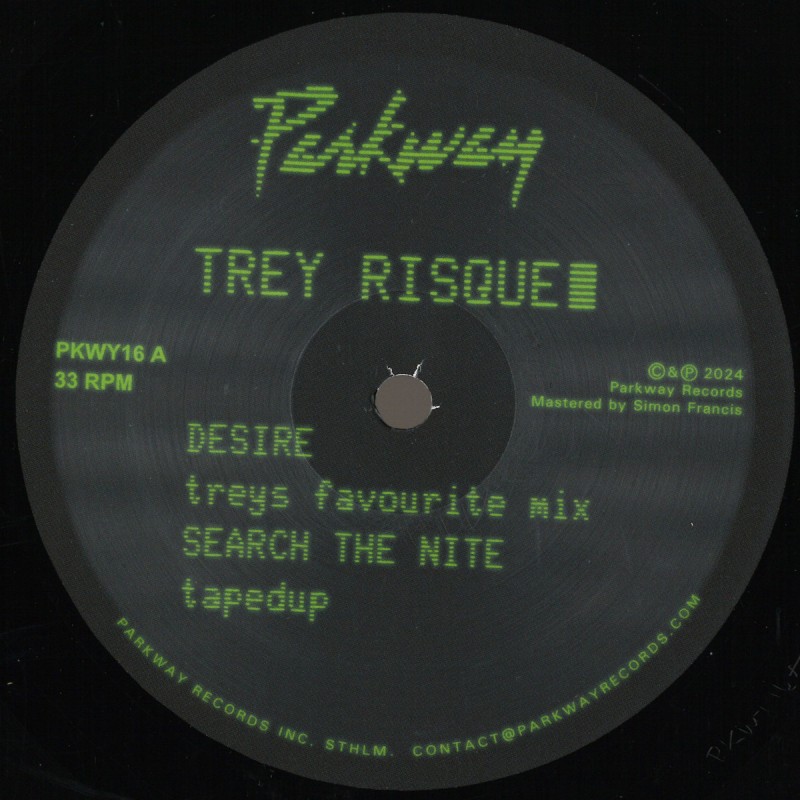 Parkway
TREY RISQUE
PKWY16 A
33 RPM
©&℗ 2024
Parkway Records
Mastered by Simon Francis
DESIRE
treys favourite mix
SEARCH THE NITE
tapedup
PARKWAY RECORDS INC. STHLM. CONTACT@PARKWAYRECORDS.COM